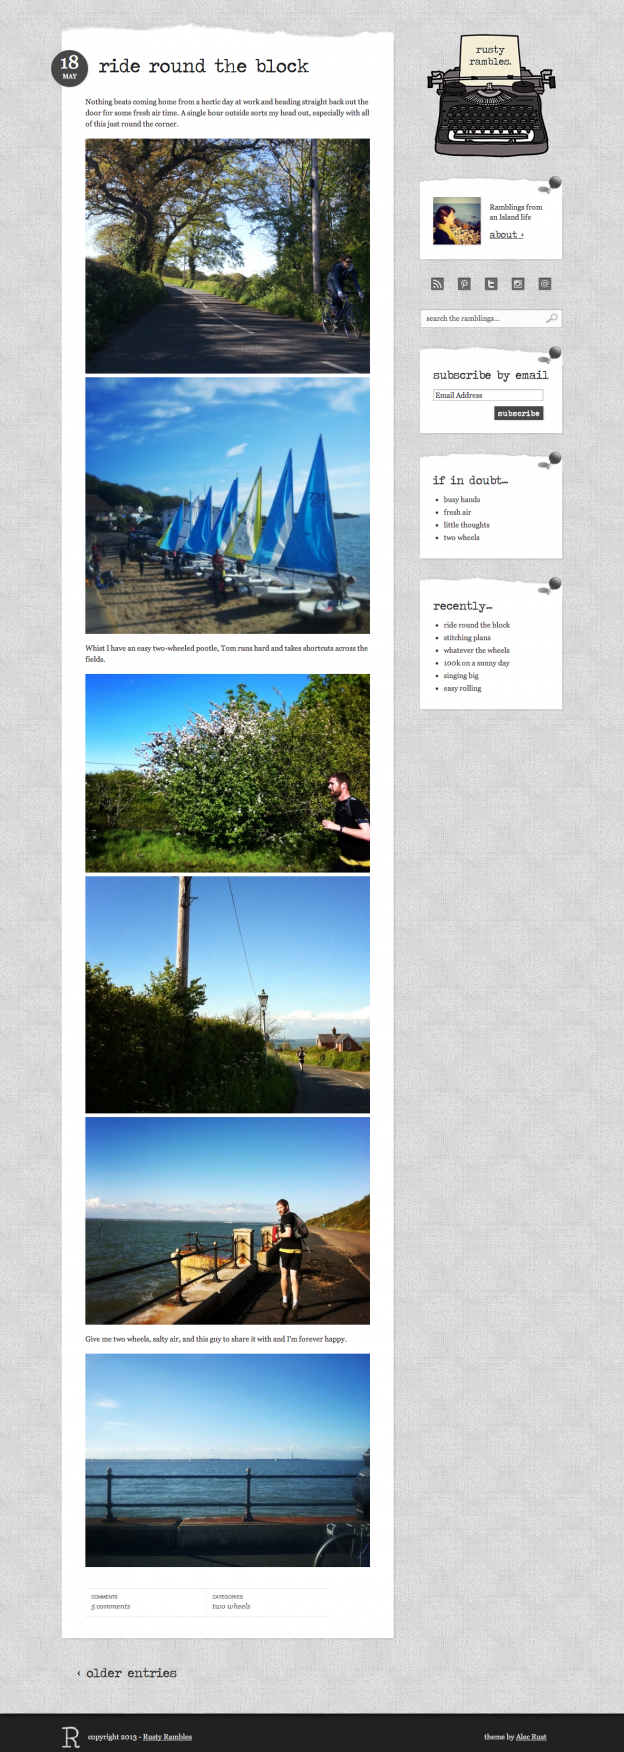 18
MAY
ride round the block
Nothing beats coming home from a hectic day at work and heading straight back out the
door for some fresh air time. A single hour outside sorts my head out, especially with all
of this just round the corner.
Whist I have an easy two-wheeled pootle, Tom runs hard and takes shortcuts across the
fields.
Give me two wheels, salty air, and this guy to share it with and I'm forever happy.
COMMENTS
5 comments
CATEGORIES
two wheels
‹ older entries
rusty
rambles.
Ramblings from
an Island life
about ›
search the ramblings...
subscribe by email
Email Address
subscribe
if in doubt...
• busy hands
• fresh air
• little thoughts
• two wheels
recently...
• ride round the block
• stitching plans
• whatever the wheels
• 100k on a sunny day
• singing big
• easy rolling
R
copyright 2013 - Rusty Rambles
theme by Alec Rust